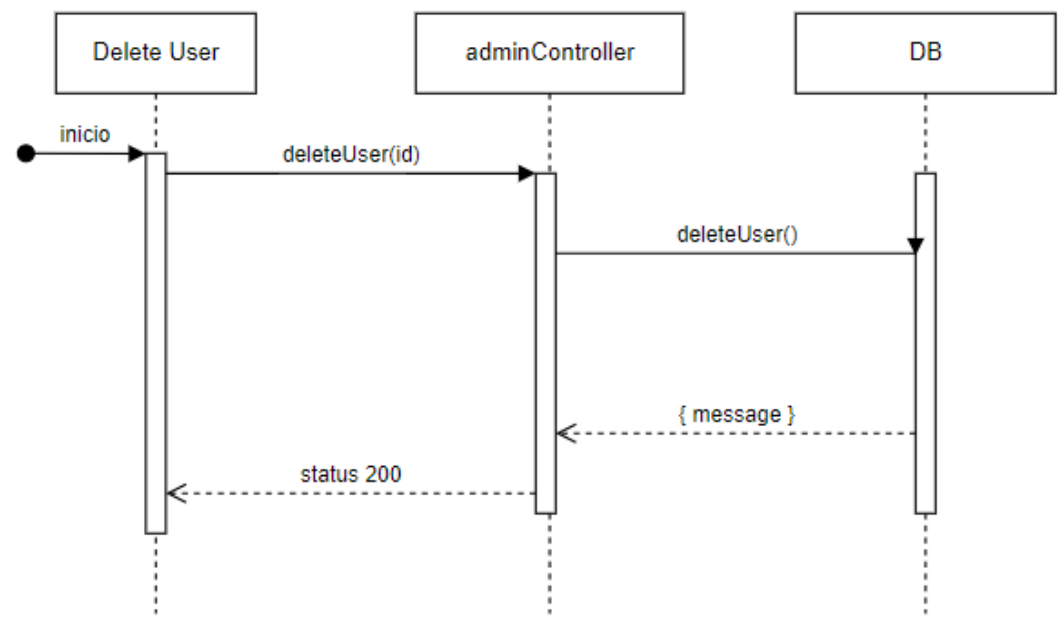 Delete User
adminController
DB
inicio
deleteUser(id)
deleteUser()
{ message }
status 200